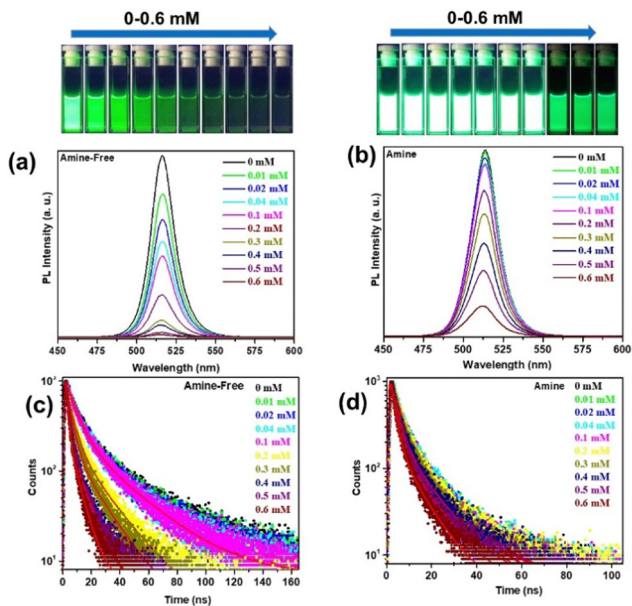 0-0.6 mM
0-0.6 mM
(a)
Amine-Free
0 mM
0.01 mM
0.02 mM
0.04 mM
0.1 mM
0.2 mM
0.3 mM
0.4 mM
0.5 mM
0.6 mM
PL Intensity (a. u.)
450 475 500 525 550 575 600
Wavelength (nm)
(b)
Amine
0 mM
0.01 mM
0.02 mM
0.04 mM
0.1 mM
0.2 mM
0.3 mM
0.4 mM
0.5 mM
0.6 mM
PL Intensity (a. u.)
450 475 500 525 550 575 600
Wavelength (nm)
(c)
Amine-Free
0 mM
0.01 mM
0.02 mM
0.04 mM
0.1 mM
0.2 mM
0.3 mM
0.4 mM
0.5 mM
0.6 mM
Counts
10³
10²
10¹
0 20 40 60 80 100 120 140 160
Time (ns)
(d)
Amine
0 mM
0.01 mM
0.02 mM
0.04 mM
0.1 mM
0.2 mM
0.3 mM
0.4 mM
0.5 mM
0.6 mM
Counts
10³
10²
10¹
0 20 40 60 80 100
Time (ns)